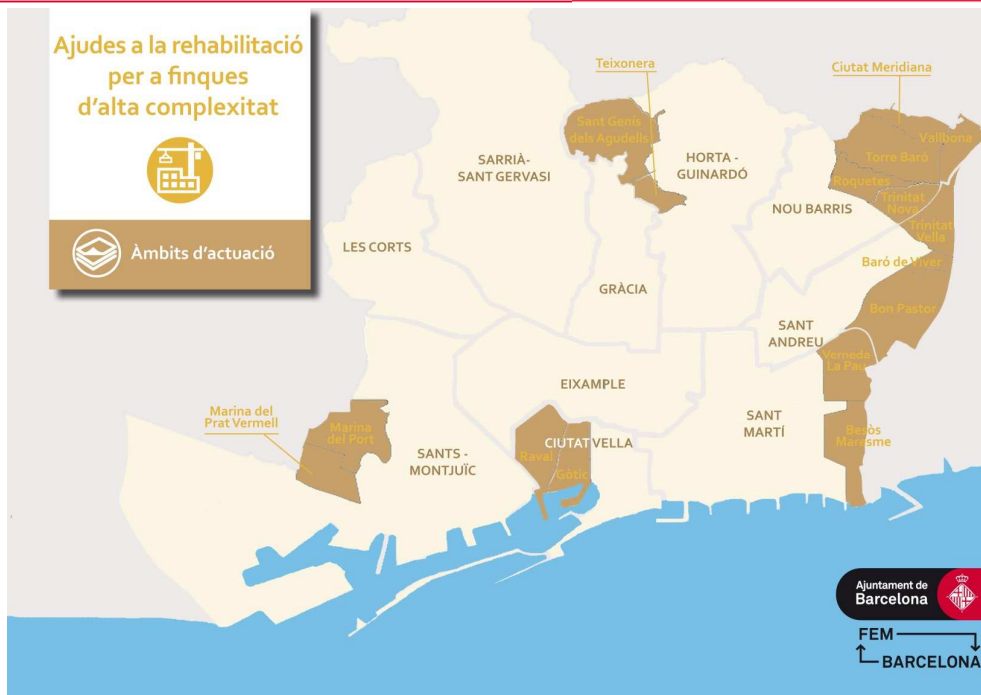 Ajudes a la rehabilitació
per a finques
d'alta complexitat
Àmbits d'actuació
Teixonera
Ciutat Meridiana
Sant Genís
dels Agudells
Vallbona
Torre Baró
SARRIÀ-
SANT GERVASI
HORTA -
GUINARDÓ
Roquetes
Trinitat
Nova
NOU BARRIS
Trinitat
Vella
LES CORTS
Baró de Viver
GRÀCIA
Bon Pastor
SANT
ANDREU
Verneda
La Pau
EIXAMPLE
Marina del
Prat Vermell
Marina
del Port
SANT
MARTÍ
Besòs
Maresme
SANTS -
MONTJUÏC
CIUTAT VELLA
Raval
Gòtic
Ajuntament de
Barcelona
FEM
BARCELONA